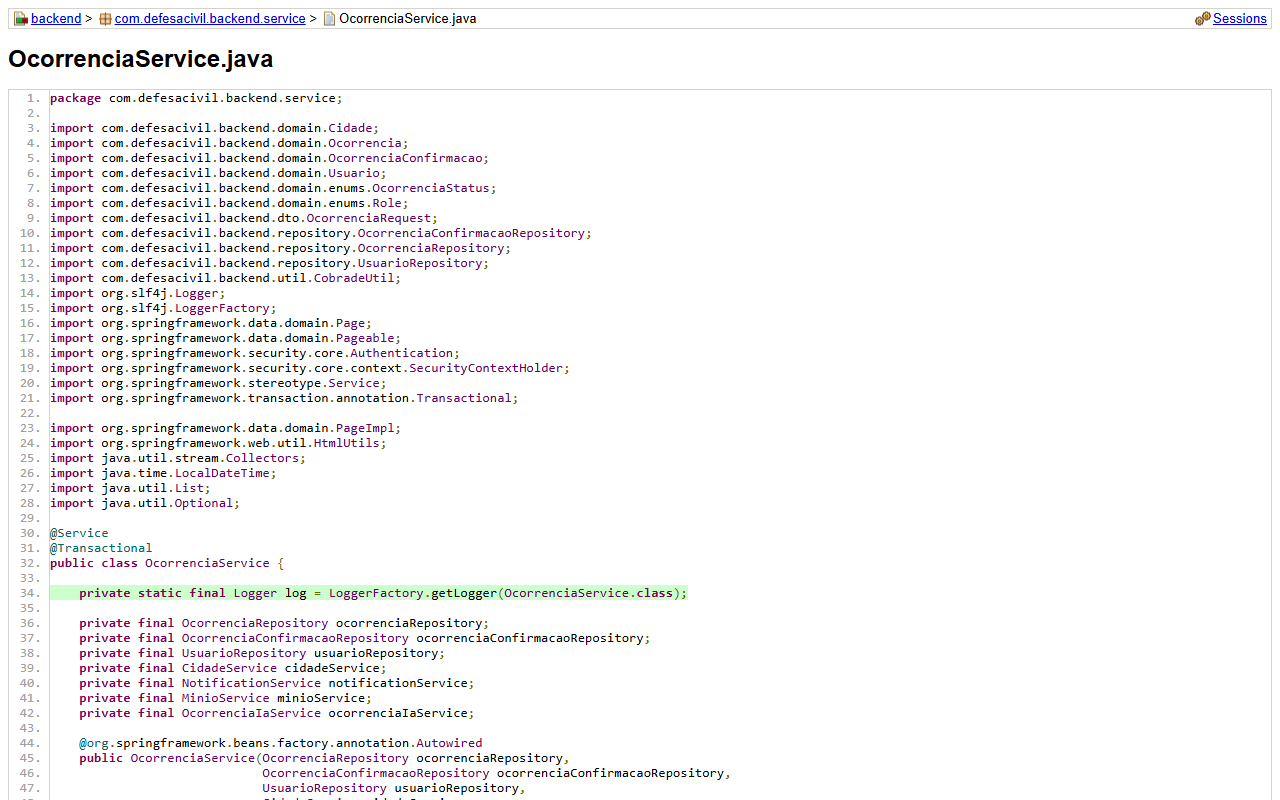 backend > com.defesacivil.backend.service > OcorrenciaService.java Sessions
OcorrenciaService.java
1. package com.defesacivil.backend.service;
2.
3. import com.defesacivil.backend.domain.Cidade;
4. import com.defesacivil.backend.domain.Ocorrencia;
5. import com.defesacivil.backend.domain.OcorrenciaConfirmacao;
6. import com.defesacivil.backend.domain.Usuario;
7. import com.defesacivil.backend.domain.enums.OcorrenciaStatus;
8. import com.defesacivil.backend.domain.enums.Role;
9. import com.defesacivil.backend.dto.OcorrenciaRequest;
10. import com.defesacivil.backend.repository.OcorrenciaConfirmacaoRepository;
11. import com.defesacivil.backend.repository.OcorrenciaRepository;
12. import com.defesacivil.backend.repository.UsuarioRepository;
13. import com.defesacivil.backend.util.CobradeUtil;
14. import org.slf4j.Logger;
15. import org.slf4j.LoggerFactory;
16. import org.springframework.data.domain.Page;
17. import org.springframework.data.domain.Pageable;
18. import org.springframework.security.core.Authentication;
19. import org.springframework.security.core.context.SecurityContextHolder;
20. import org.springframework.stereotype.Service;
21. import org.springframework.transaction.annotation.Transactional;
22.
23. import org.springframework.data.domain.PageImpl;
24. import org.springframework.web.util.HtmlUtils;
25. import java.util.stream.Collectors;
26. import java.time.LocalDateTime;
27. import java.util.List;
28. import java.util.Optional;
29.
30. @Service
31. @Transactional
32. public class OcorrenciaService {
33.
34. private static final Logger log = LoggerFactory.getLogger(OcorrenciaService.class);
35.
36. private final OcorrenciaRepository ocorrenciaRepository;
37. private final OcorrenciaConfirmacaoRepository ocorrenciaConfirmacaoRepository;
38. private final UsuarioRepository usuarioRepository;
39. private final CidadeService cidadeService;
40. private final NotificationService notificationService;
41. private final MinioService minioService;
42. private final OcorrenciaIaService ocorrenciaIaService;
43.
44. @org.springframework.beans.factory.annotation.Autowired
45. public OcorrenciaService(OcorrenciaRepository ocorrenciaRepository,
46. OcorrenciaConfirmacaoRepository ocorrenciaConfirmacaoRepository,
47. UsuarioRepository usuarioRepository,